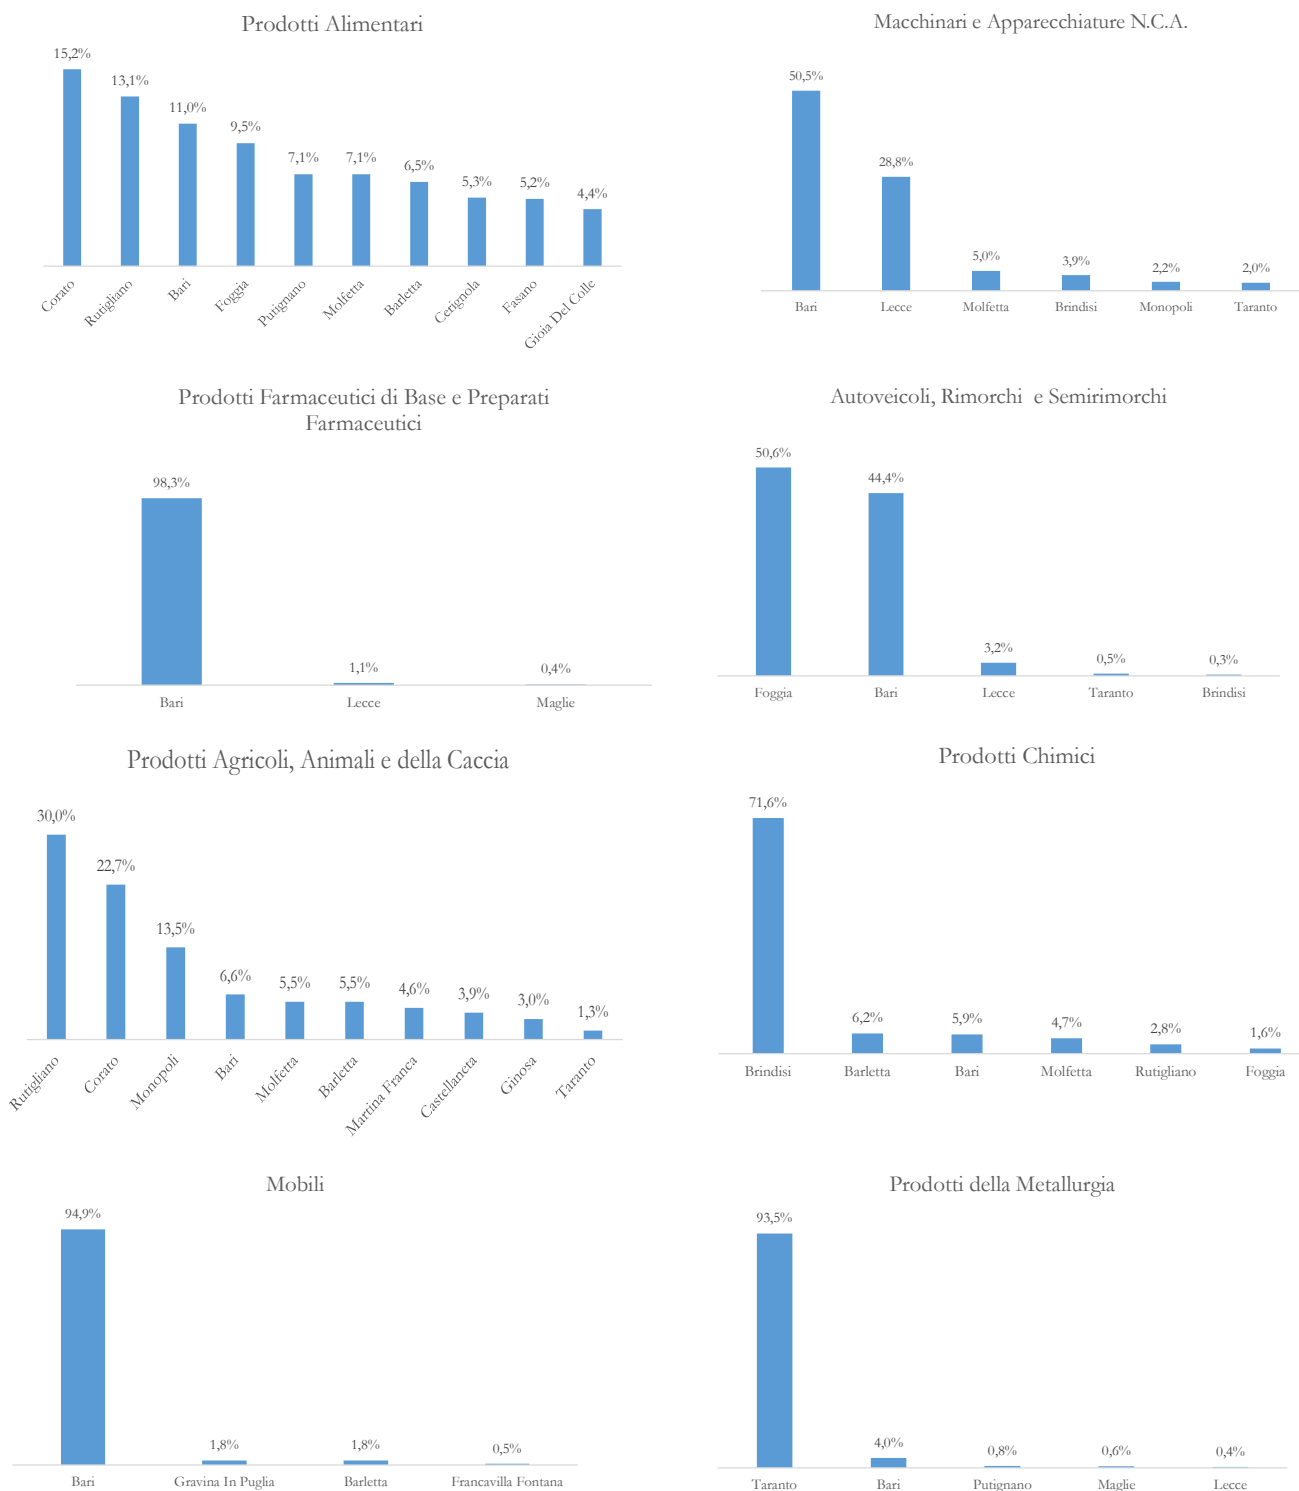 Prodotti Alimentari
15,2%
13,1%
11,0%
9,5%
7,1%
7,1%
6,5%
5,3%
5,2%
4,4%
Corato
Rutigliano
Bari
Foggia
Putignano
Molfetta
Barletta
Cerignola
Fasano
Gioia Del Colle
Macchinari e Apparecchiature N.C.A.
50,5%
28,8%
5,0%
3,9%
2,2%
2,0%
Bari
Lecce
Molfetta
Brindisi
Monopoli
Taranto
Prodotti Farmaceutici di Base e Preparati
Farmaceutici
98,3%
1,1%
0,4%
Bari
Lecce
Maglie
Autoveicoli, Rimorchi e Semirimorchi
50,6%
44,4%
3,2%
0,5%
0,3%
Foggia
Bari
Lecce
Taranto
Brindisi
Prodotti Agricoli, Animali e della Caccia
30,0%
22,7%
13,5%
6,6%
5,5%
5,5%
4,6%
3,9%
3,0%
1,3%
Rutigliano
Corato
Monopoli
Bari
Molfetta
Barletta
Martina Franca
Castellaneta
Ginosa
Taranto
Prodotti Chimici
71,6%
6,2%
5,9%
4,7%
2,8%
1,6%
Brindisi
Barletta
Bari
Molfetta
Rutigliano
Foggia
Mobili
94,9%
1,8%
1,8%
0,5%
Bari
Gravina In Puglia
Barletta
Francavilla Fontana
Prodotti della Metallurgia
93,5%
4,0%
0,8%
0,6%
0,4%
Taranto
Bari
Putignano
Maglie
Lecce